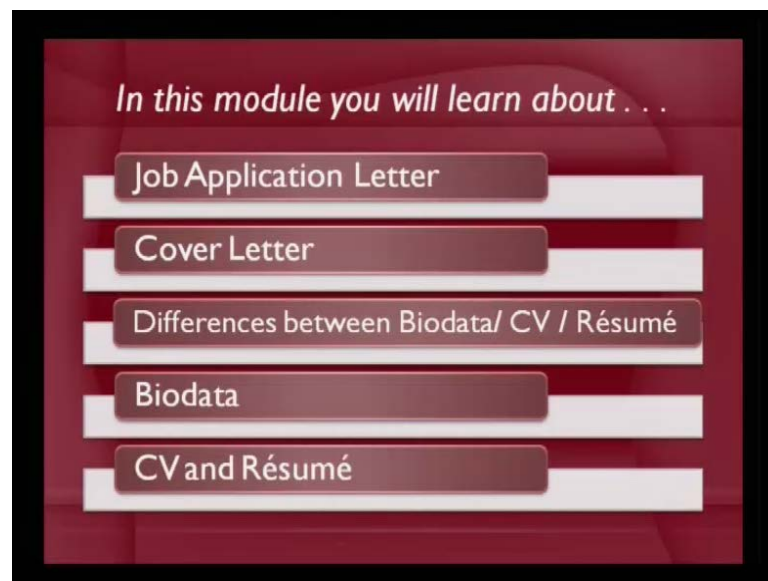 In this module you will learn about . . .
Job Application Letter
Cover Letter
Differences between Biodata/ CV / Résumé
Biodata
CV and Résumé